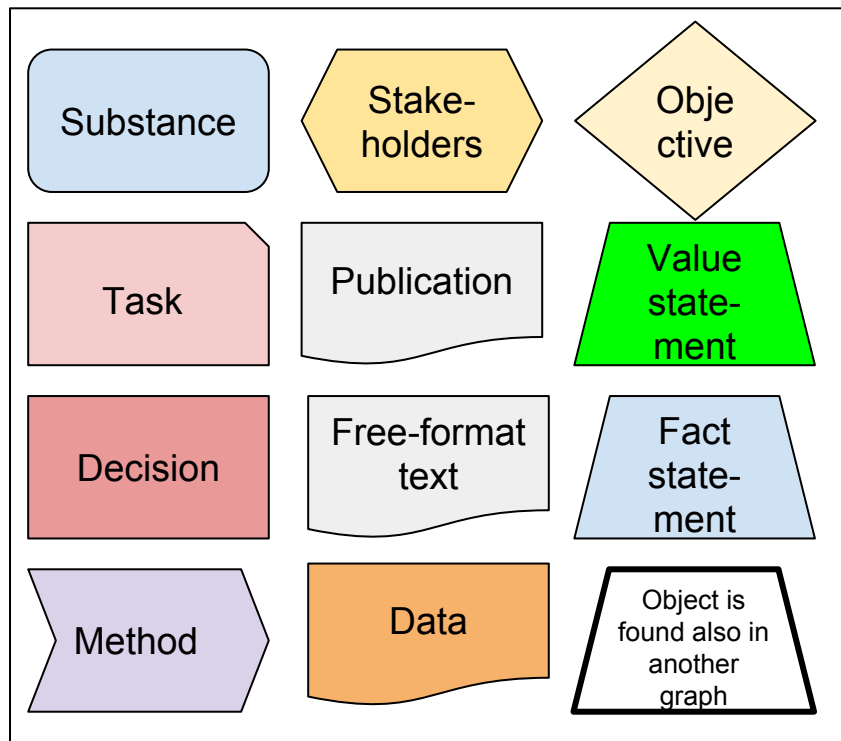 Substance
Stake-
holders
Obje
ctive
Task
Publication
Value
state-
ment
Decision
Free-format
text
Fact
state-
ment
Method
Data
Object is
found also in
another
graph